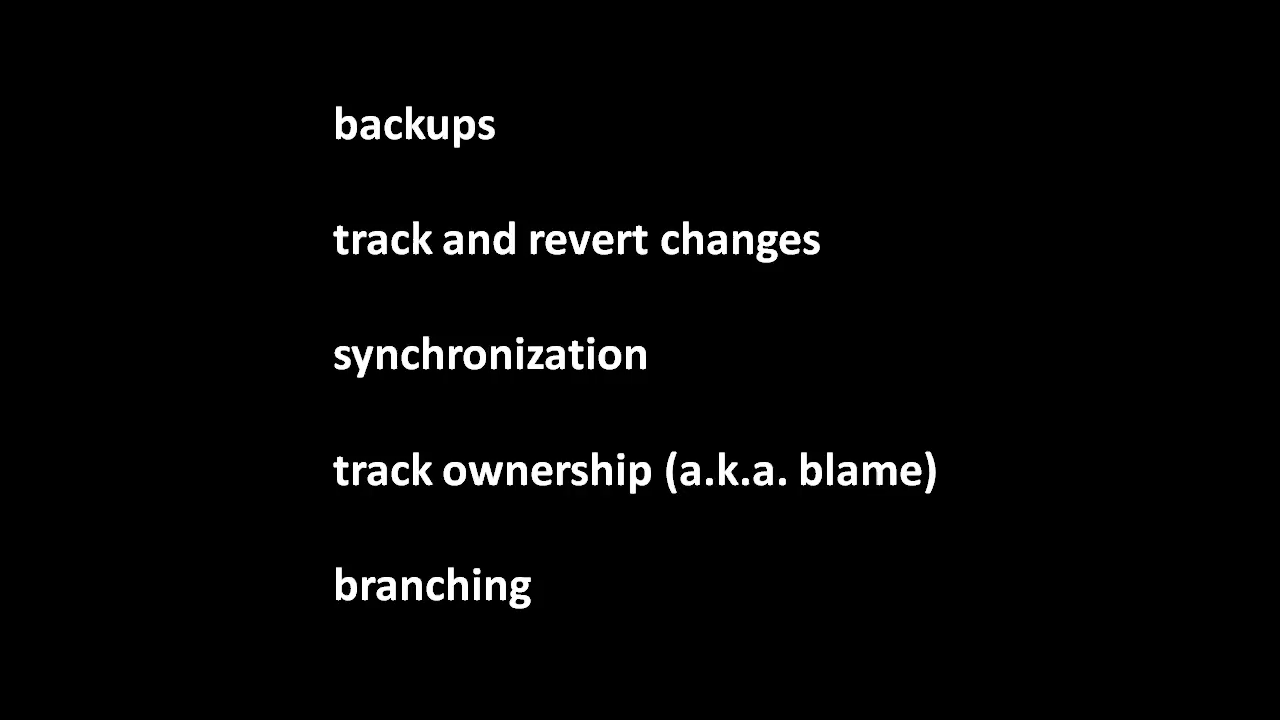 backups
track and revert changes
synchronization
track ownership (a.k.a. blame)
branching